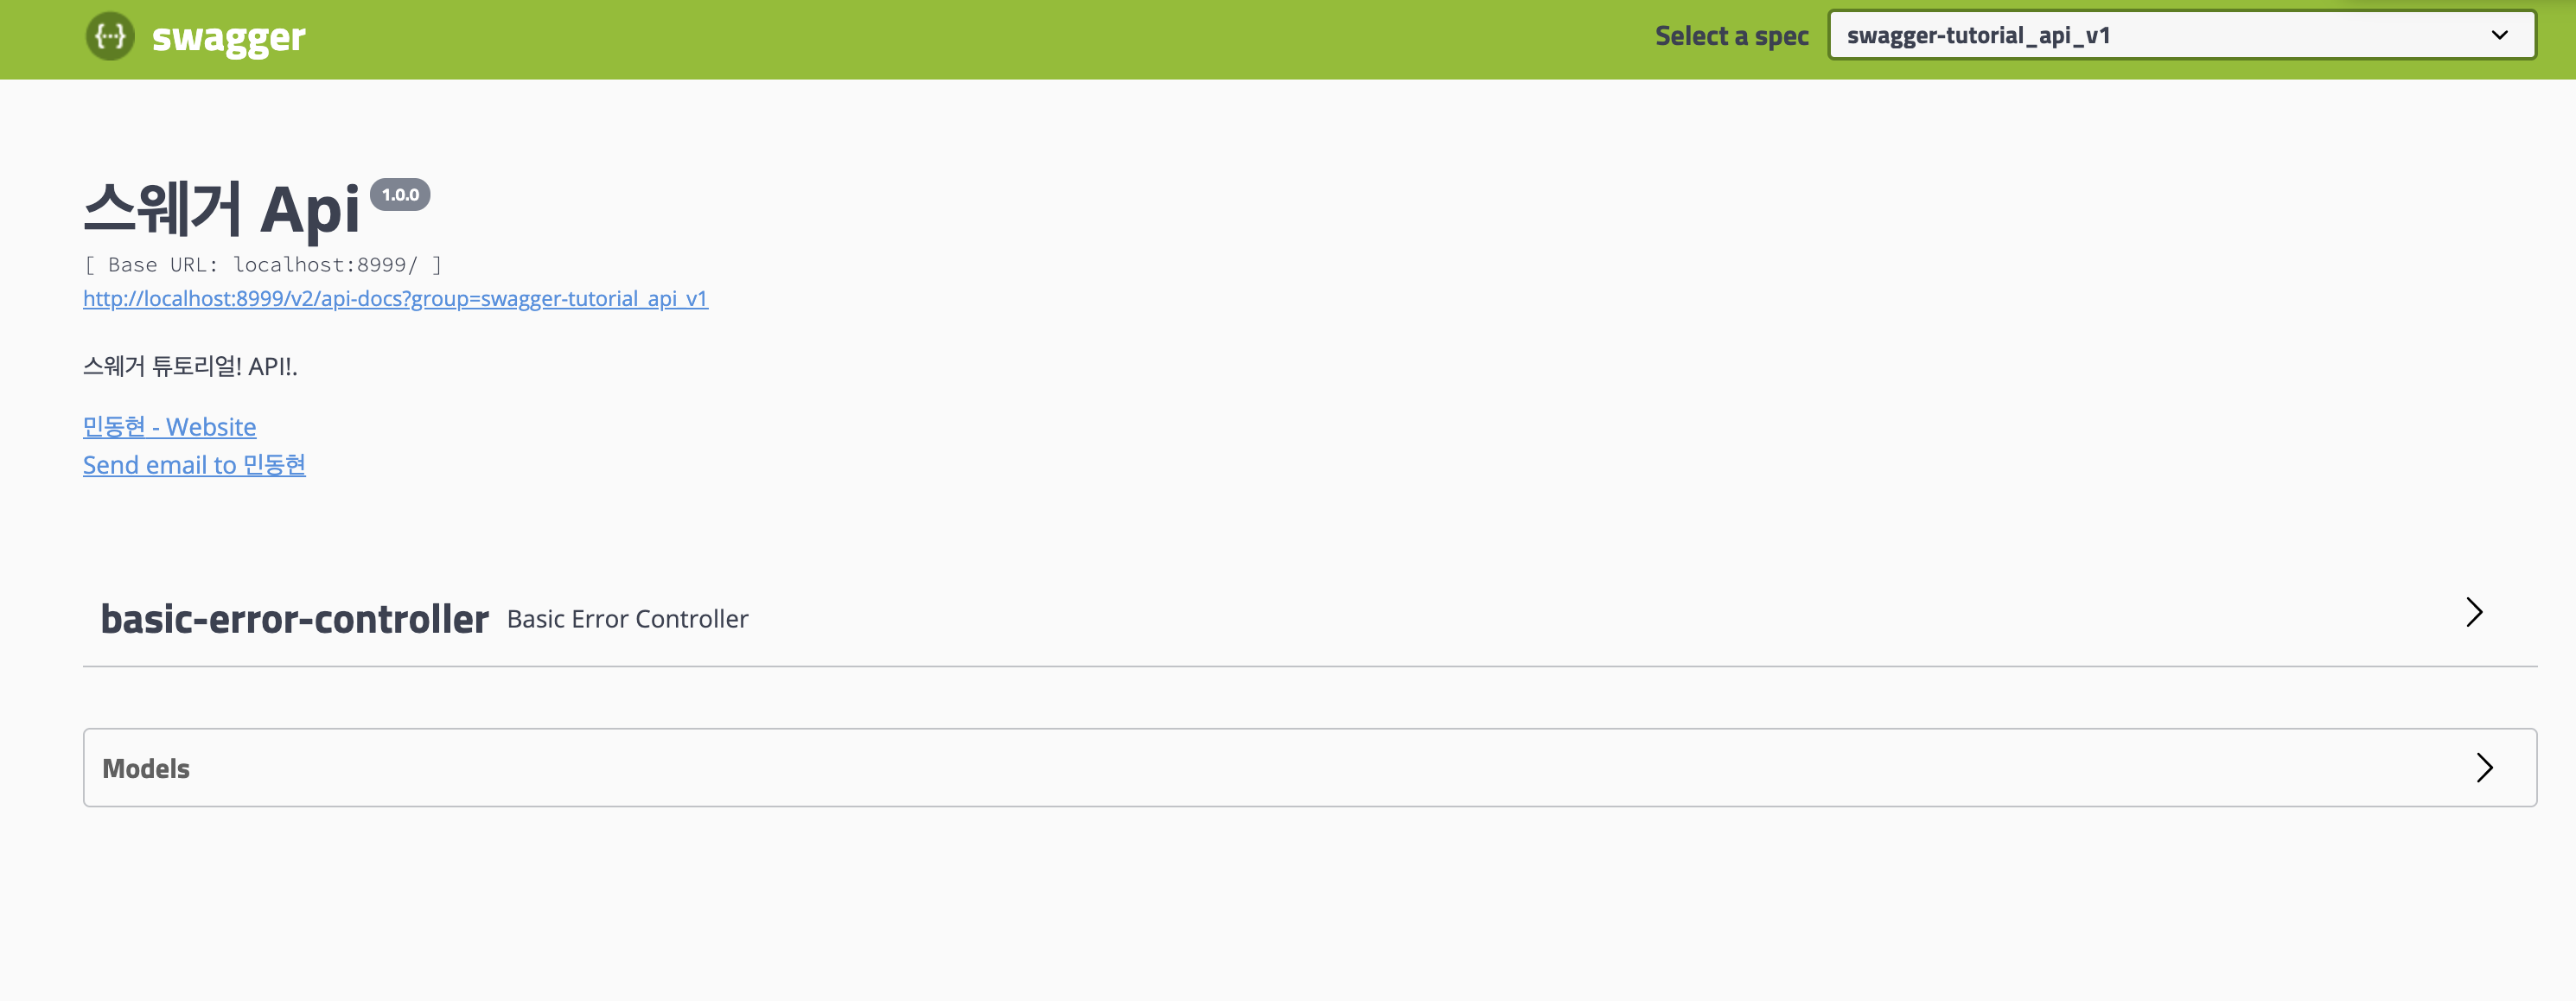 swagger
Select a spec
swagger-tutorial_api_v1
스웨거 Api 1.0.0
[ Base URL: localhost:8999/ ]
http://localhost:8999/v2/api-docs?group=swagger-tutorial_api_v1
스웨거 튜토리얼! API!.
민동현 - Website
Send email to 민동현
basic-error-controller Basic Error Controller
Models